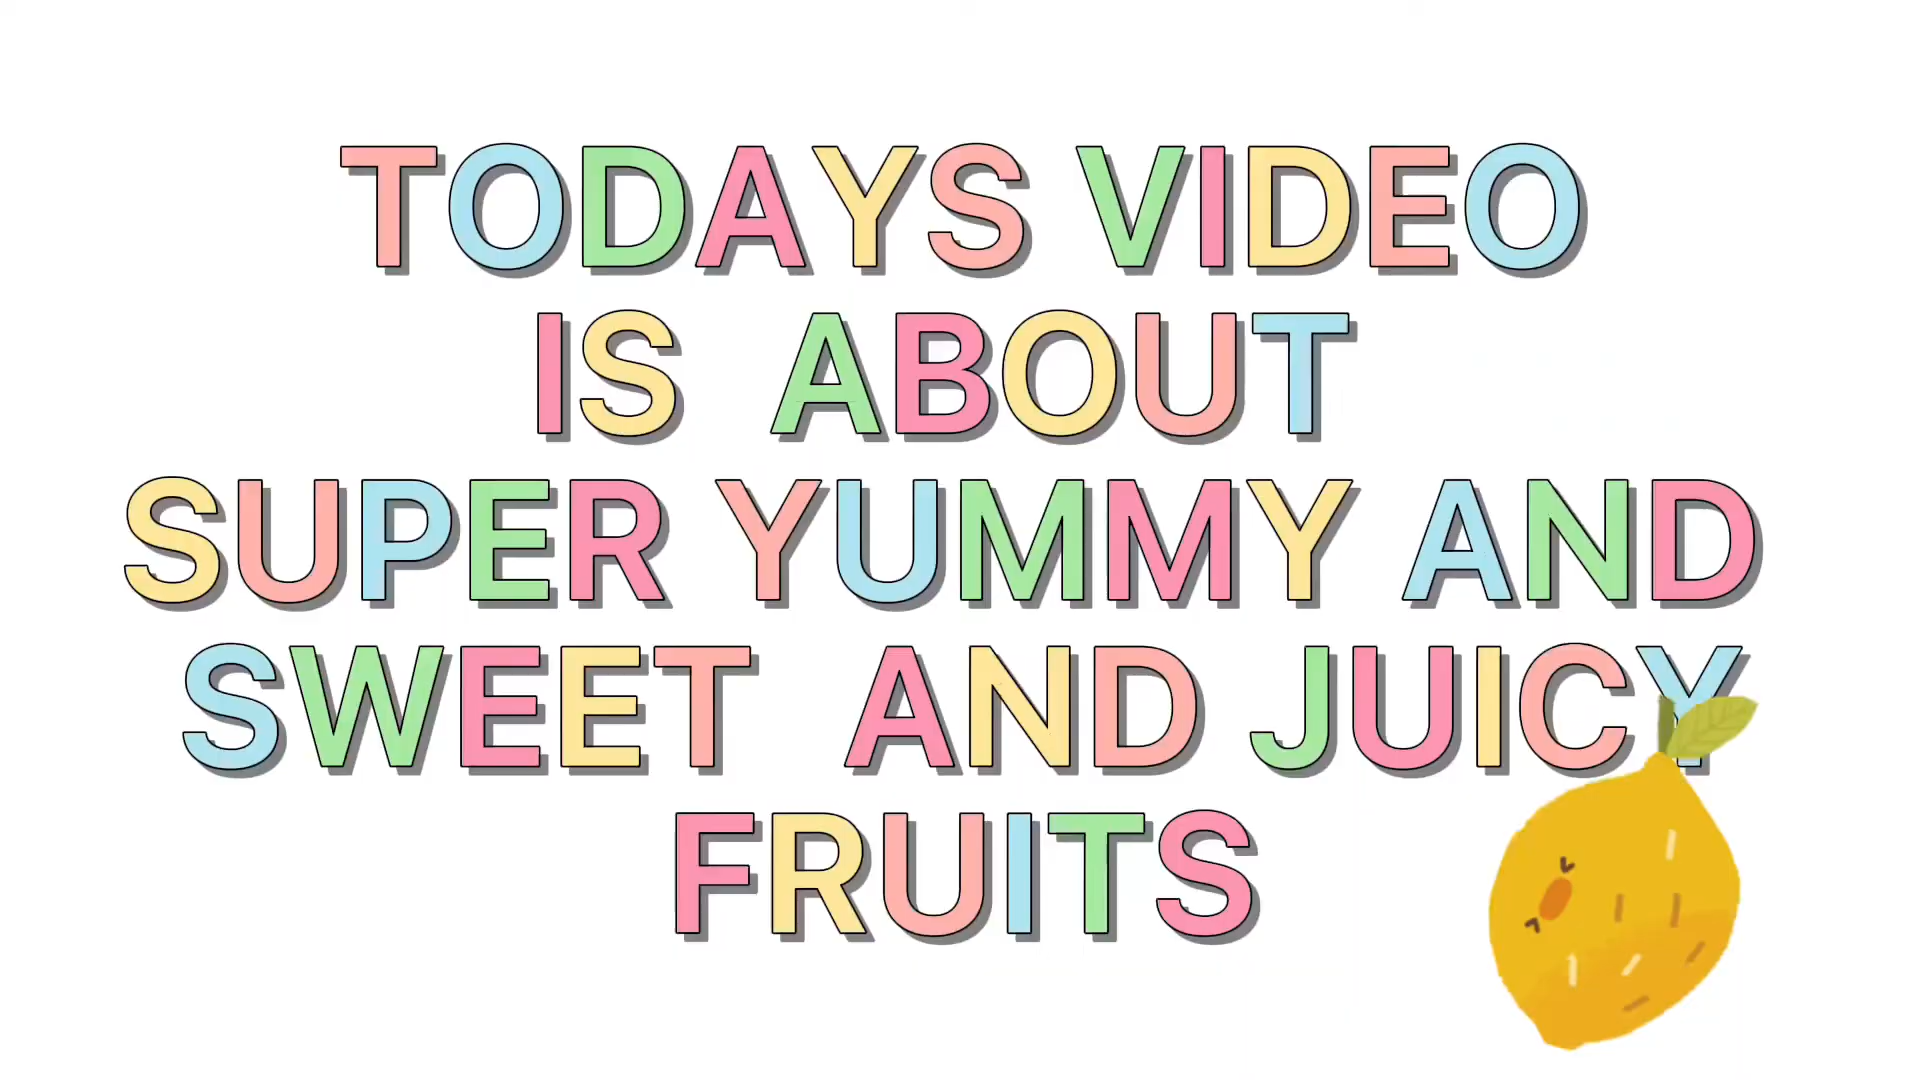 TODAYS VIDEO
IS ABOUT
SUPER YUMMY AND
SWEET AND JUICY
FRUITS